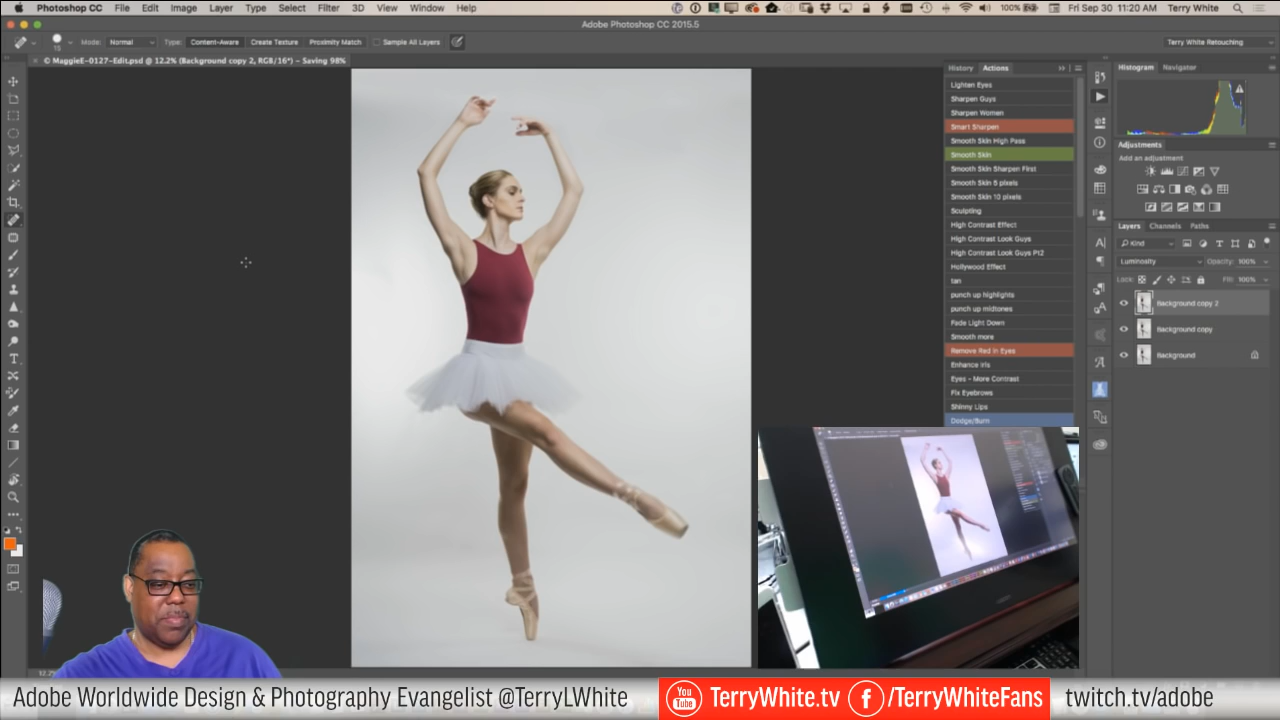 Photoshop CC File Edit Image Layer Type Select Filter 3D View Window Help 100% Fri Sep 30 11:20 AM Terry White
Adobe Photoshop CC 2015.5
15 Mode: Normal Type: Content-Aware Create Texture Proximity Match Sample All Layers Terry White Retouching
© MaggieE-0127-Edit.psd @ 12.2% (Background copy 2, RGB/16*) - Saving 98%
History Actions
Lighten Eyes
Sharpen Guys
Sharpen Women
Smart Sharpen
Smooth Skin High Pass
Smooth Skin
Smooth Skin Sharpen First
Smooth Skin 5 pixels
Smooth Skin 10 pixels
Sculpting
High Contrast Effect
High Contrast Look Guys
High Contrast Look Guys Pt2
Hollywood Effect
tan
punch up highlights
punch up midtones
Fade Light Down
Smooth more
Remove Red in Eyes
Enhance Iris
Eyes - More Contrast
Fix Eyebrows
Shinny Lips
Dodge/Burn
Histogram Navigator
Adjustments
Add an adjustment
Layers Channels Paths
Kind
Luminosity Opacity: 100%
Lock: Fill: 100%
Background copy 2
Background copy
Background
Adobe Worldwide Design & Photography Evangelist @TerryLWhite You Tube TerryWhite.tv f /TerryWhiteFans twitch.tv/adobe